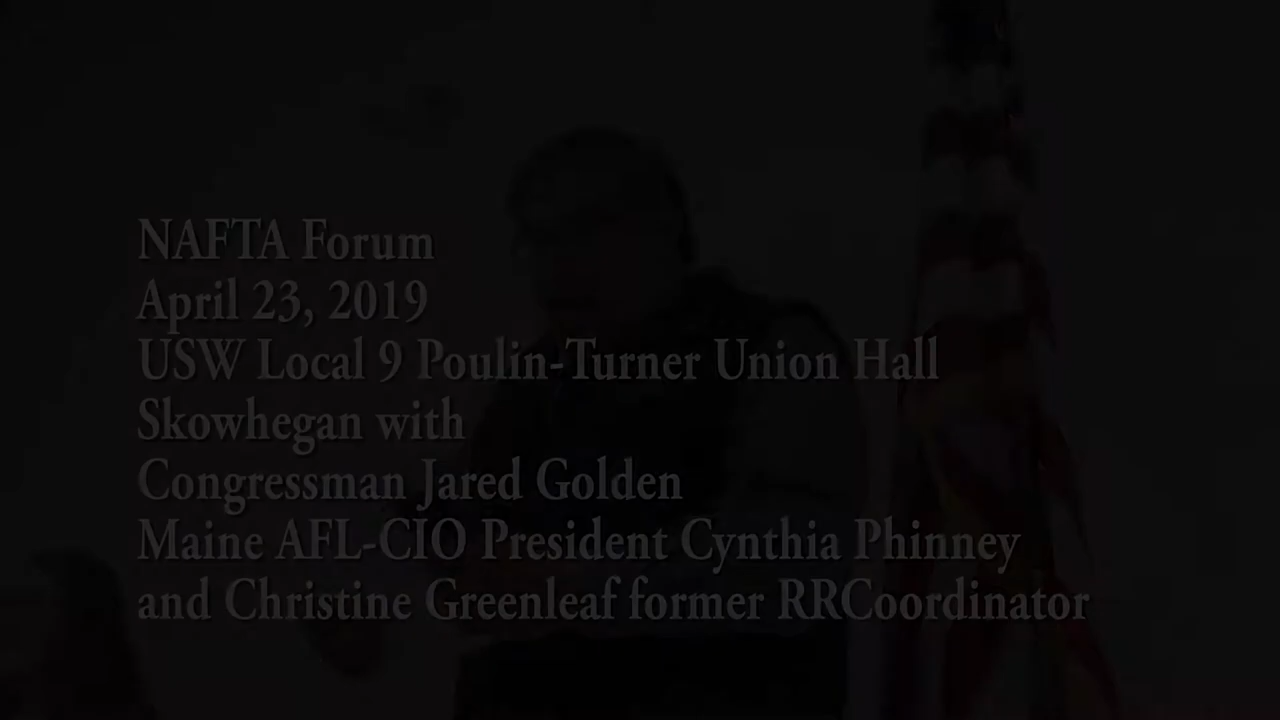 NAFTA Forum
April 23, 2019
USW Local 9 Poulin-Turner Union Hall
Skowhegan with
Congressman Jared Golden
Maine AFL-CIO President Cynthia Phinney
and Christine Greenleaf former RRCoordinator